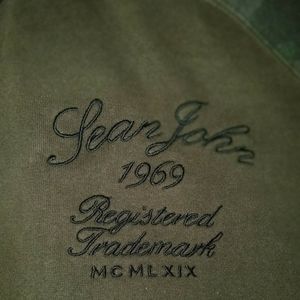 Sean John
1969
Registered
Trademark
MCMLXIX